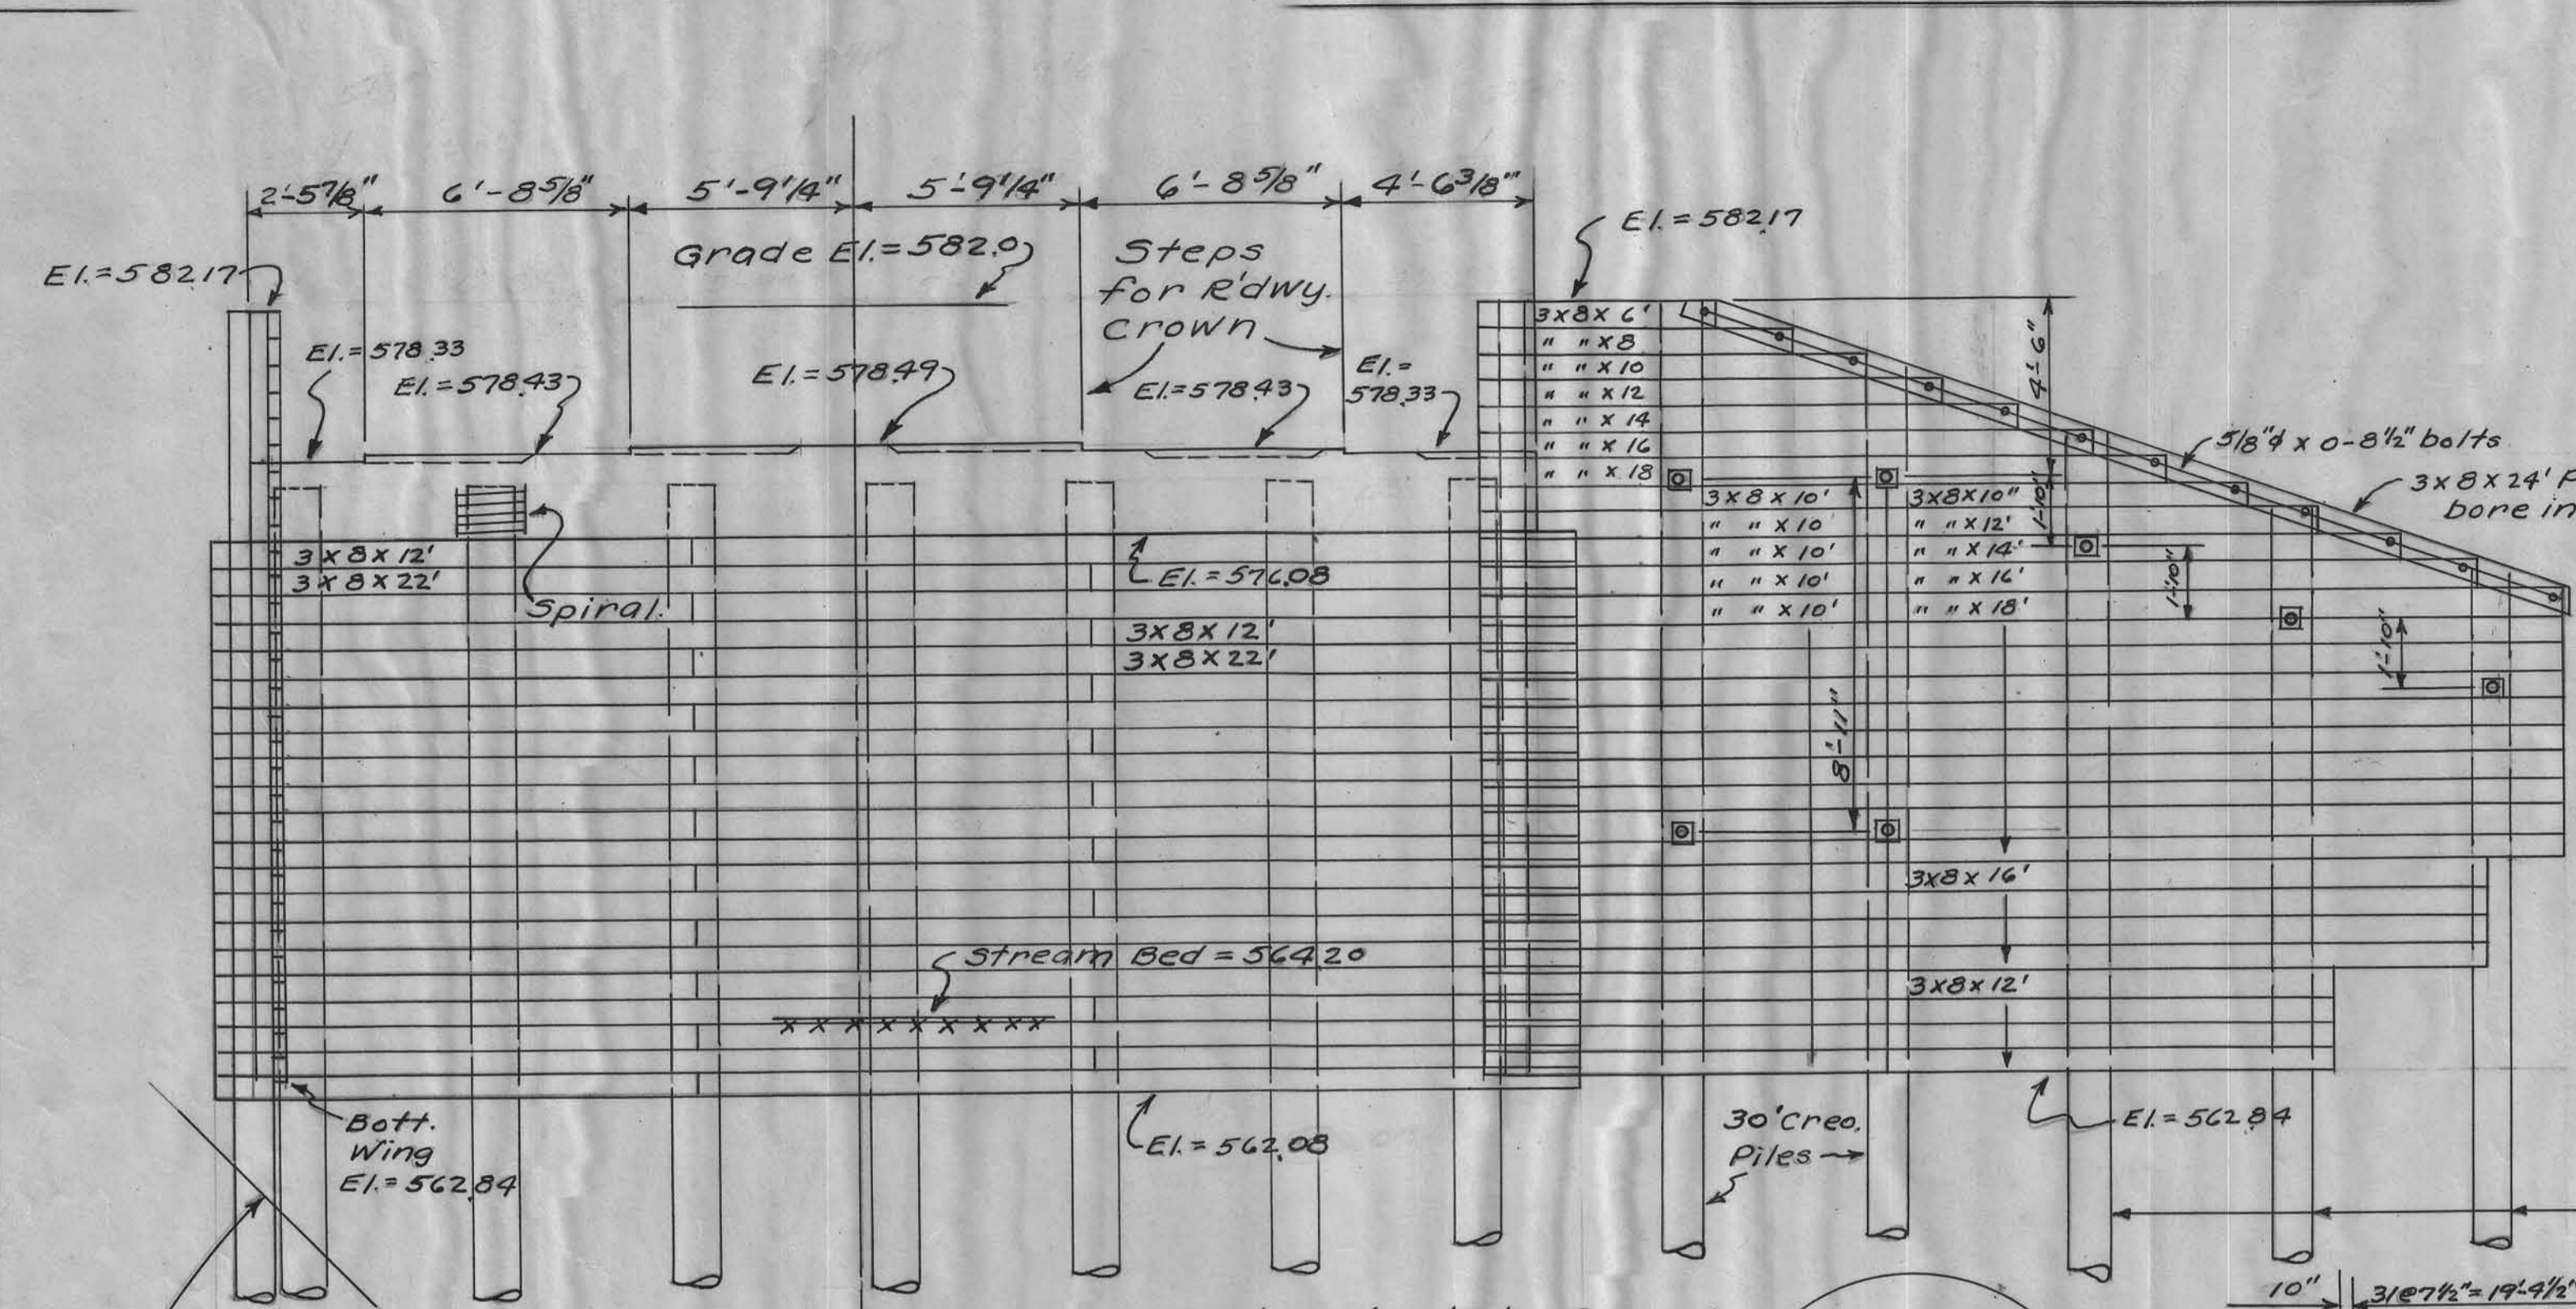 2'-5 7/8"
6'-8 5/8"
5'-9 1/4"
5'-9 1/4"
6'-8 5/8"
4'-6 3/8"
El.=582.17
Grade El.=582.0
Steps
for R'dwy.
Crown
El.=582.17
El.=578.33
El.=578.43
El.=578.49
El.=578.43
El.=
578.33
3x8x6'
" " x8
" " x10
" " x12
" " x14
" " x16
" " x18
4'-6"
5/8"ϕ x 0-8 1/2" bolts
3x8x24'
bore in
3x8x10'
" " x10
" " x10'
" " x10'
" " x10'
3x8x10"
" " x12'
" " x14'
" " x16'
" " x18'
1'-10"
1'-10"
1'-10"
3x8x12'
3x8x22'
Spiral.
El.=576.08
3x8x12'
3x8x22'
8'-11"
3x8x16'
3x8x12'
Stream Bed = 564.20
x x x x x x x x x
Bott.
Wing
El.=562.84
El.=562.08
30' Creo.
Piles
El.=562.84
10"
31@7 1/2"=19'-4 1/2"